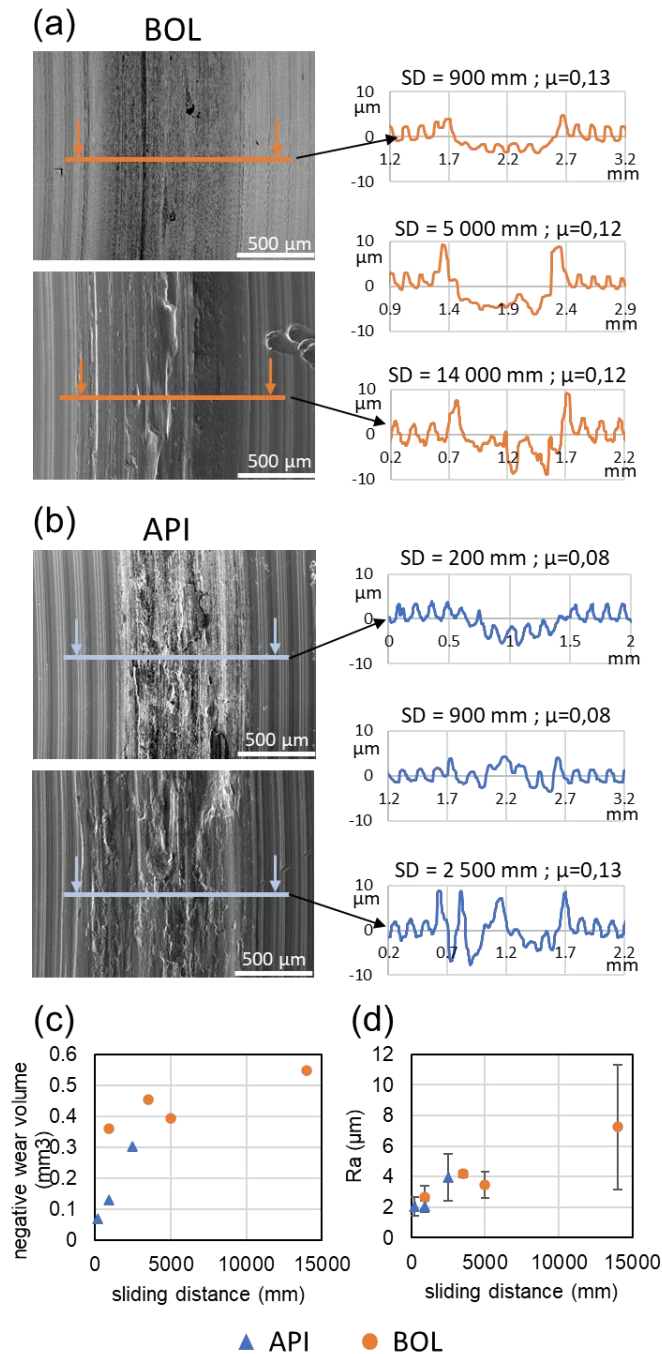 (a)
BOL
500 µm
500 µm
SD = 900 mm ; µ=0,13
10
µm
0
-10
1.2 1.7 2.2 2.7 3.2
mm
SD = 5 000 mm ; µ=0,12
10
µm
0
-10
0.9 1.4 1.9 2.4 2.9
mm
SD = 14 000 mm ; µ=0,12
10
µm
0
-10
0.2 0.7 1.2 1.7 2.2
mm
(b)
API
500 µm
500 µm
SD = 200 mm ; µ=0,08
10
µm
0
-10
0 0.5 1 1.5 2
mm
SD = 900 mm ; µ=0,08
10
µm
0
-10
1.2 1.7 2.2 2.7 3.2
mm
SD = 2 500 mm ; µ=0,13
10
µm
0
-10
0.2 0.7 1.2 1.7 2.2
mm
(c)
negative wear volume
(mm3)
0.6
0.5
0.4
0.3
0.2
0.1
0
0 5000 10000 15000
sliding distance (mm)
(d)
Ra (µm)
12
10
8
6
4
2
0
0 5000 10000 15000
sliding distance (mm)
API BOL